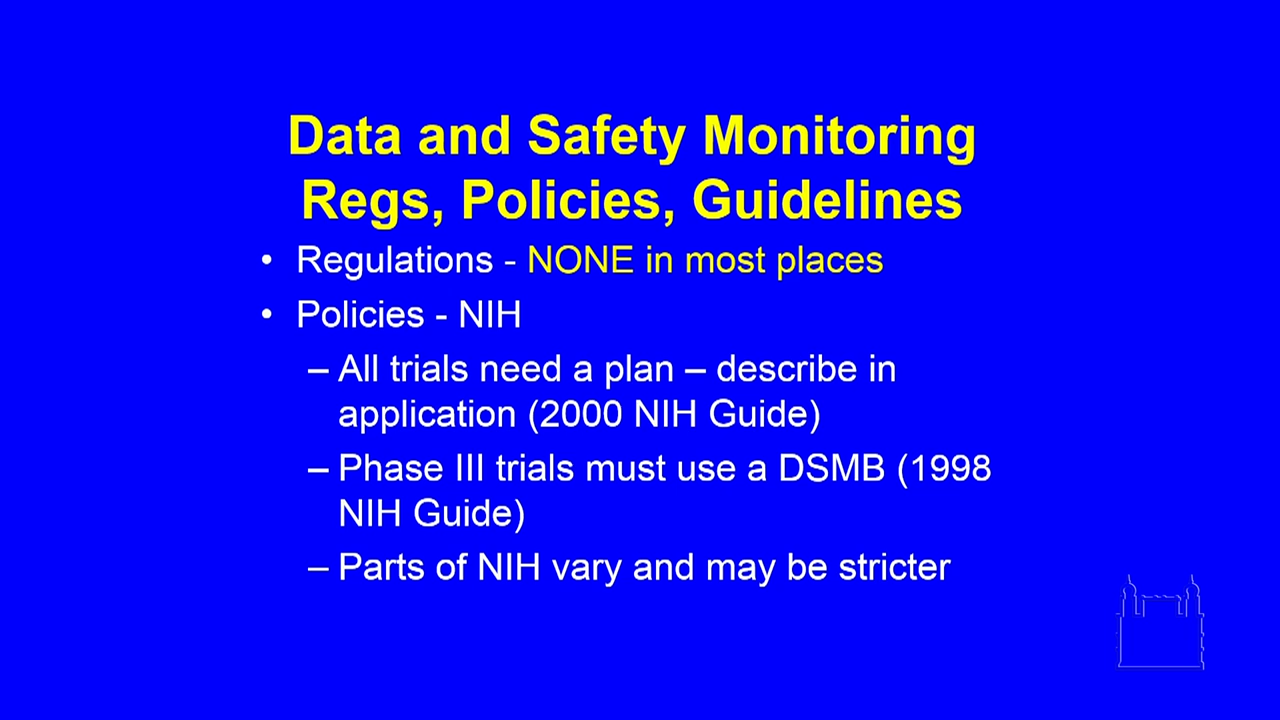 Data and Safety Monitoring
Regs, Policies, Guidelines
• Regulations - NONE in most places
• Policies - NIH
– All trials need a plan – describe in
application (2000 NIH Guide)
– Phase III trials must use a DSMB (1998
NIH Guide)
– Parts of NIH vary and may be stricter